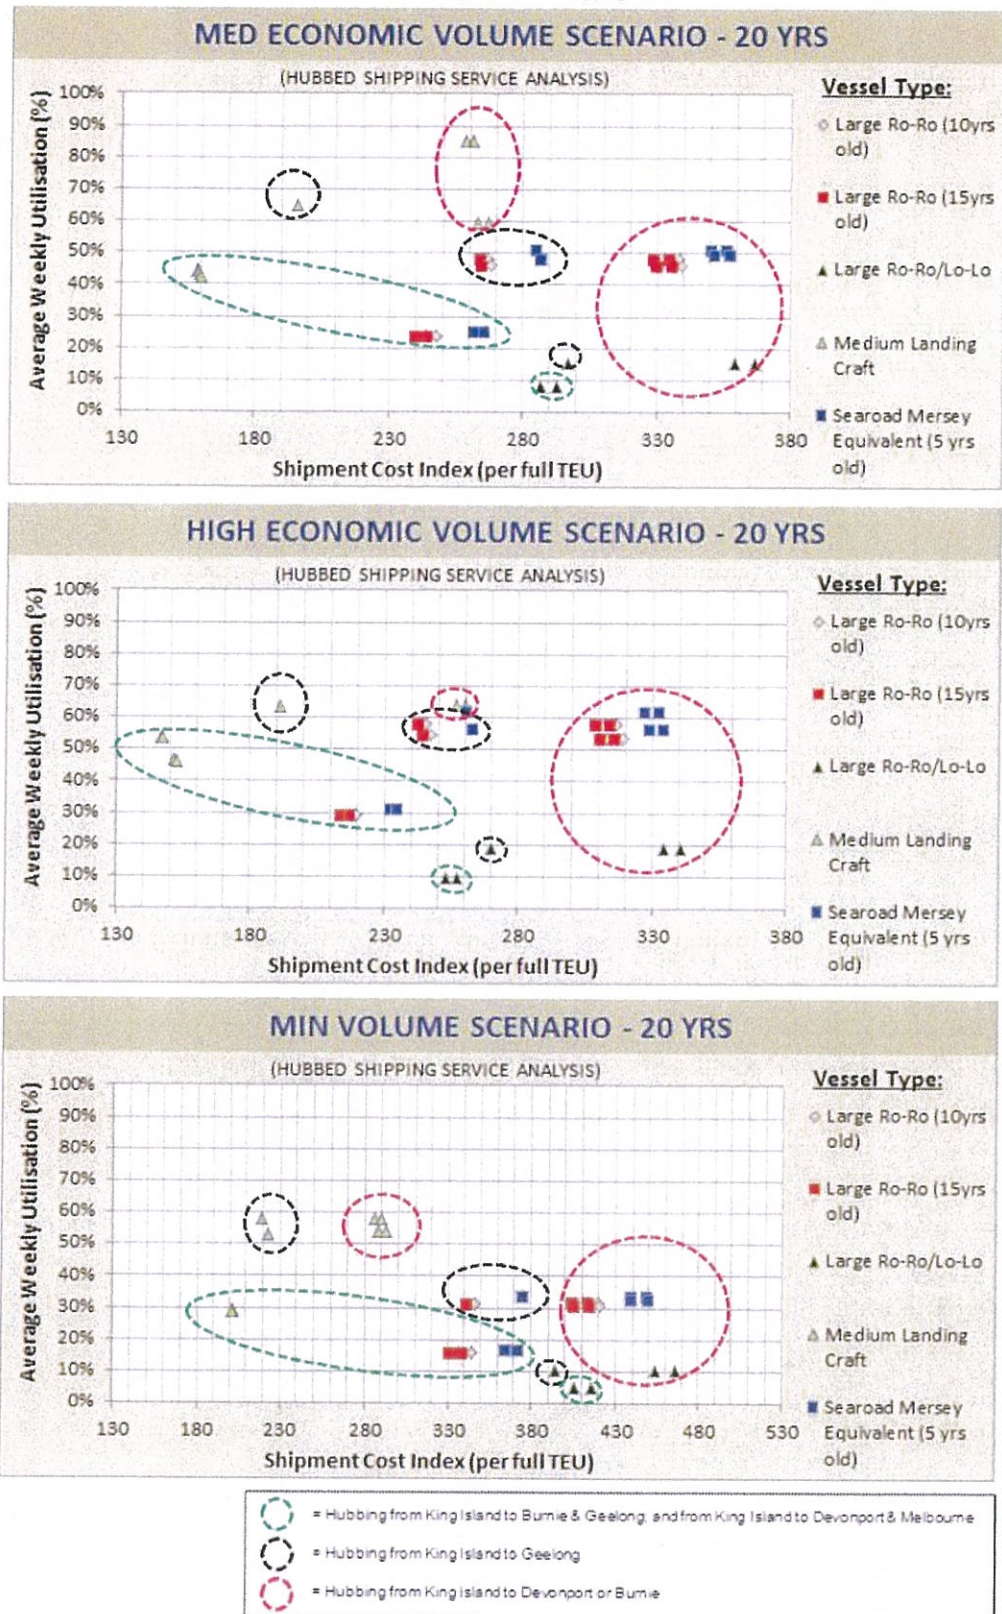 MED ECONOMIC VOLUME SCENARIO - 20 YRS
(HUBBED SHIPPING SERVICE ANALYSIS)
Average Weekly Utilisation (%)
100%
90%
80%
70%
60%
50%
40%
30%
20%
10%
0%
130 180 230 280 330 380
Shipment Cost Index (per full TEU)
Vessel Type:
Large Ro-Ro (10yrs
old)
Large Ro-Ro (15yrs
old)
Large Ro-Ro/Lo-Lo
Medium Landing
Craft
Searoad Mersey
Equivalent (5 yrs
old)
HIGH ECONOMIC VOLUME SCENARIO - 20 YRS
(HUBBED SHIPPING SERVICE ANALYSIS)
Average Weekly Utilisation (%)
100%
90%
80%
70%
60%
50%
40%
30%
20%
10%
0%
130 180 230 280 330 380
Shipment Cost Index (per full TEU)
Vessel Type:
Large Ro-Ro (10yrs
old)
Large Ro-Ro (15yrs
old)
Large Ro-Ro/Lo-Lo
Medium Landing
Craft
Searoad Mersey
Equivalent (5 yrs
old)
MIN VOLUME SCENARIO - 20 YRS
(HUBBED SHIPPING SERVICE ANALYSIS)
Average Weekly Utilisation (%)
100%
90%
80%
70%
60%
50%
40%
30%
20%
10%
0%
130 180 230 280 330 380 430 480 530
Shipment Cost Index (per full TEU)
Vessel Type:
Large Ro-Ro (10yrs
old)
Large Ro-Ro (15yrs
old)
Large Ro-Ro/Lo-Lo
Medium Landing
Craft
Searoad Mersey
Equivalent (5 yrs
old)
= Hubbing from King Island to Burnie & Geelong, and from King Island to Devonport & Melbourne
= Hubbing from King Island to Geelong
= Hubbing from King Island to Devonport or Burnie